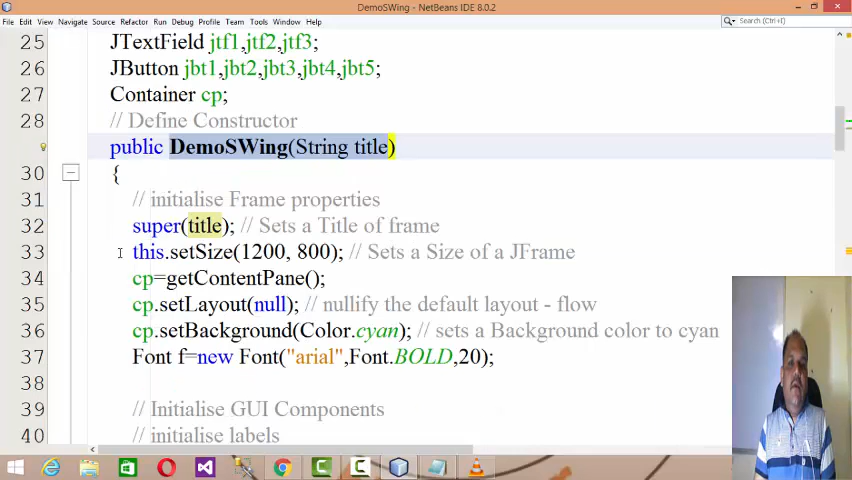 DemoSWing - NetBeans IDE 8.0.2
File Edit View Navigate Source Refactor Run Debug Profile Team Tools Window Help
25 JTextField jtf1,jtf2,jtf3;
26 JButton jbt1,jbt2,jbt3,jbt4,jbt5;
27 Container cp;
28 // Define Constructor
public DemoSWing(String title)
30 {
31 // initialise Frame properties
32 super(title); // Sets a Title of frame
33 this.setSize(1200, 800); // Sets a Size of a JFrame
34 cp=getContentPane();
35 cp.setLayout(null); // nullify the default layout - flow
36 cp.setBackground(Color.cyan); // sets a Background color to cyan
37 Font f=new Font("arial",Font.BOLD,20);
38
39 // Initialise GUI Components
40 // initialise labels